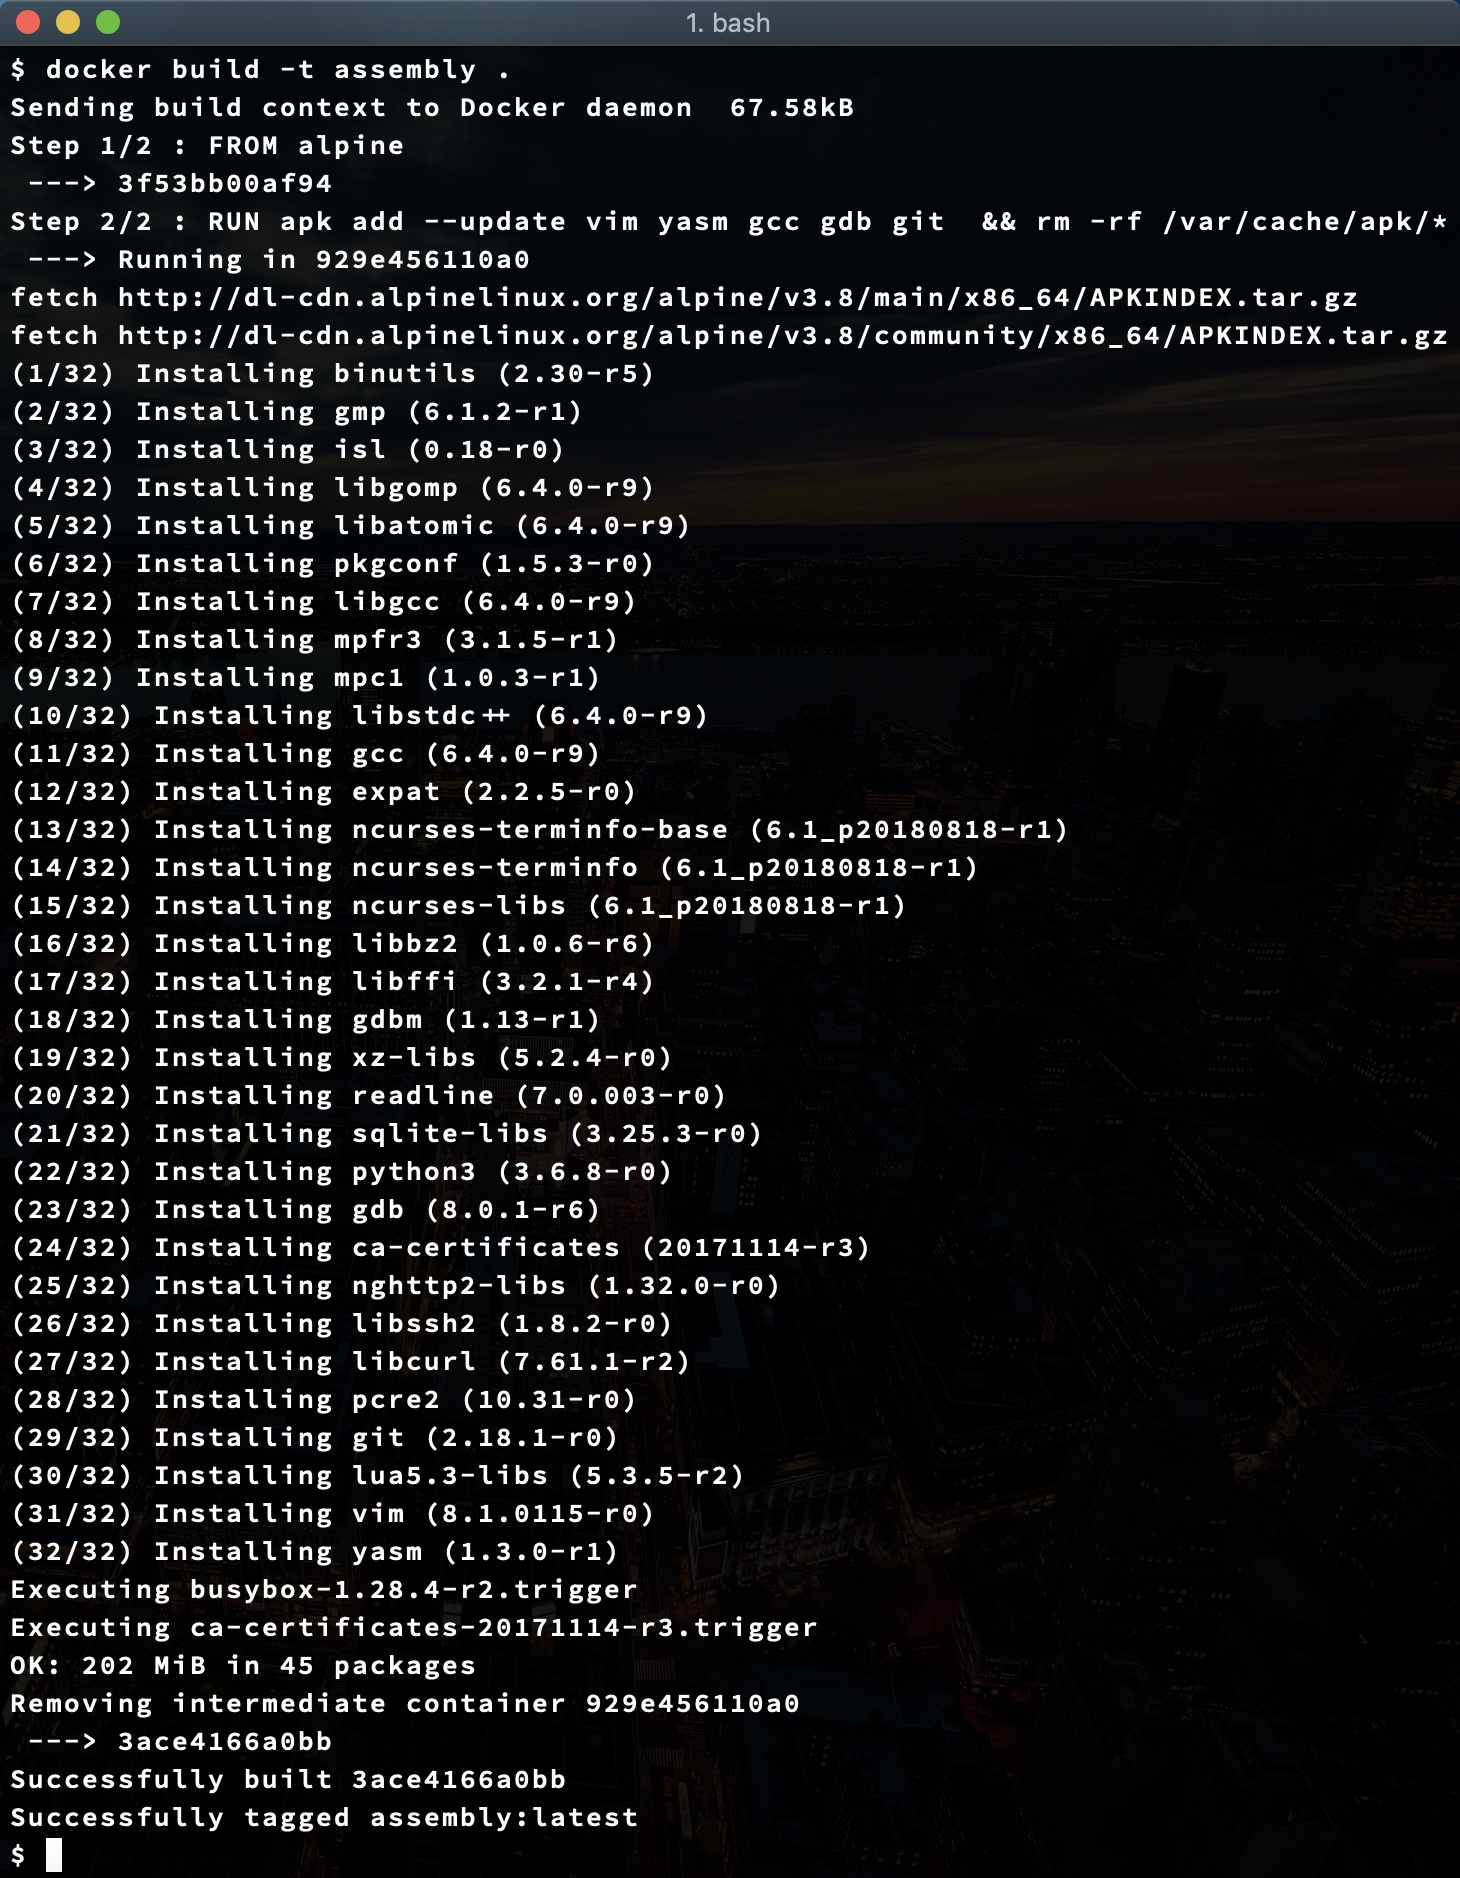 1. bash
$ docker build -t assembly .
Sending build context to Docker daemon  67.58kB
Step 1/2 : FROM alpine
 ---> 3f53bb00af94
Step 2/2 : RUN apk add --update vim yasm gcc gdb git  && rm -rf /var/cache/apk/*
 ---> Running in 929e456110a0
fetch http://dl-cdn.alpinelinux.org/alpine/v3.8/main/x86_64/APKINDEX.tar.gz
fetch http://dl-cdn.alpinelinux.org/alpine/v3.8/community/x86_64/APKINDEX.tar.gz
(1/32) Installing binutils (2.30-r5)
(2/32) Installing gmp (6.1.2-r1)
(3/32) Installing isl (0.18-r0)
(4/32) Installing libgomp (6.4.0-r9)
(5/32) Installing libatomic (6.4.0-r9)
(6/32) Installing pkgconf (1.5.3-r0)
(7/32) Installing libgcc (6.4.0-r9)
(8/32) Installing mpfr3 (3.1.5-r1)
(9/32) Installing mpc1 (1.0.3-r1)
(10/32) Installing libstdc++ (6.4.0-r9)
(11/32) Installing gcc (6.4.0-r9)
(12/32) Installing expat (2.2.5-r0)
(13/32) Installing ncurses-terminfo-base (6.1_p20180818-r1)
(14/32) Installing ncurses-terminfo (6.1_p20180818-r1)
(15/32) Installing ncurses-libs (6.1_p20180818-r1)
(16/32) Installing libbz2 (1.0.6-r6)
(17/32) Installing libffi (3.2.1-r4)
(18/32) Installing gdbm (1.13-r1)
(19/32) Installing xz-libs (5.2.4-r0)
(20/32) Installing readline (7.0.003-r0)
(21/32) Installing sqlite-libs (3.25.3-r0)
(22/32) Installing python3 (3.6.8-r0)
(23/32) Installing gdb (8.0.1-r6)
(24/32) Installing ca-certificates (20171114-r3)
(25/32) Installing nghttp2-libs (1.32.0-r0)
(26/32) Installing libssh2 (1.8.2-r0)
(27/32) Installing libcurl (7.61.1-r2)
(28/32) Installing pcre2 (10.31-r0)
(29/32) Installing git (2.18.1-r0)
(30/32) Installing lua5.3-libs (5.3.5-r2)
(31/32) Installing vim (8.1.0115-r0)
(32/32) Installing yasm (1.3.0-r1)
Executing busybox-1.28.4-r2.trigger
Executing ca-certificates-20171114-r3.trigger
OK: 202 MiB in 45 packages
Removing intermediate container 929e456110a0
 ---> 3ace4166a0bb
Successfully built 3ace4166a0bb
Successfully tagged assembly:latest
$